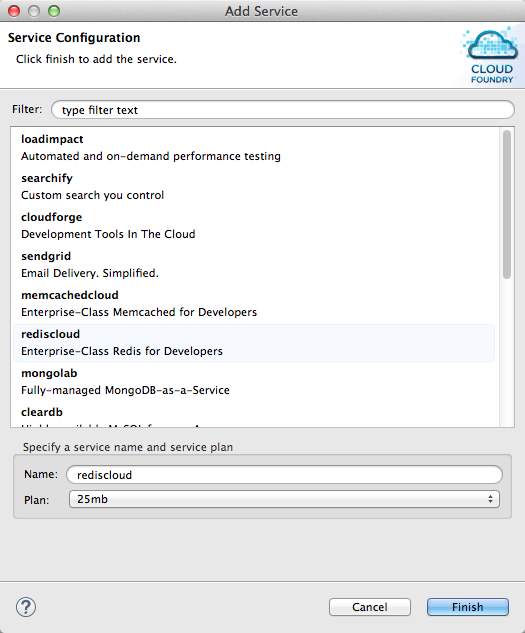 Add Service
Service Configuration
Click finish to add the service.
CLOUD
FOUNDRY
Filter:
type filter text
loadimpact
Automated and on-demand performance testing
searchify
Custom search you control
cloudforge
Development Tools In The Cloud
sendgrid
Email Delivery. Simplified.
memcachedcloud
Enterprise-Class Memcached for Developers
rediscloud
Enterprise-Class Redis for Developers
mongolab
Fully-managed MongoDB-as-a-Service
cleardb
Specify a service name and service plan
Name:
rediscloud
Plan:
25mb
?
Cancel
Finish